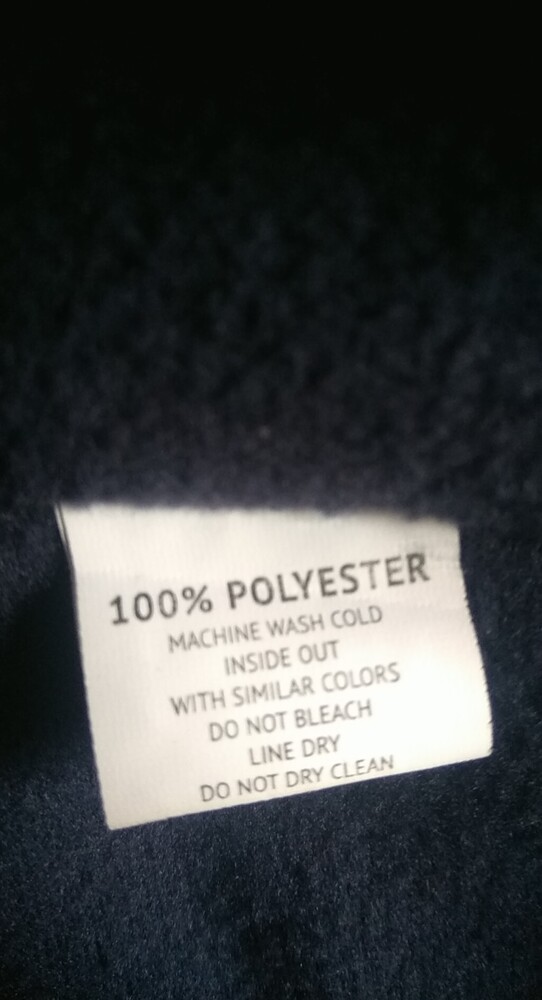 100% POLYESTER
MACHINE WASH COLD
INSIDE OUT
WITH SIMILAR COLORS
DO NOT BLEACH
LINE DRY
DO NOT DRY CLEAN